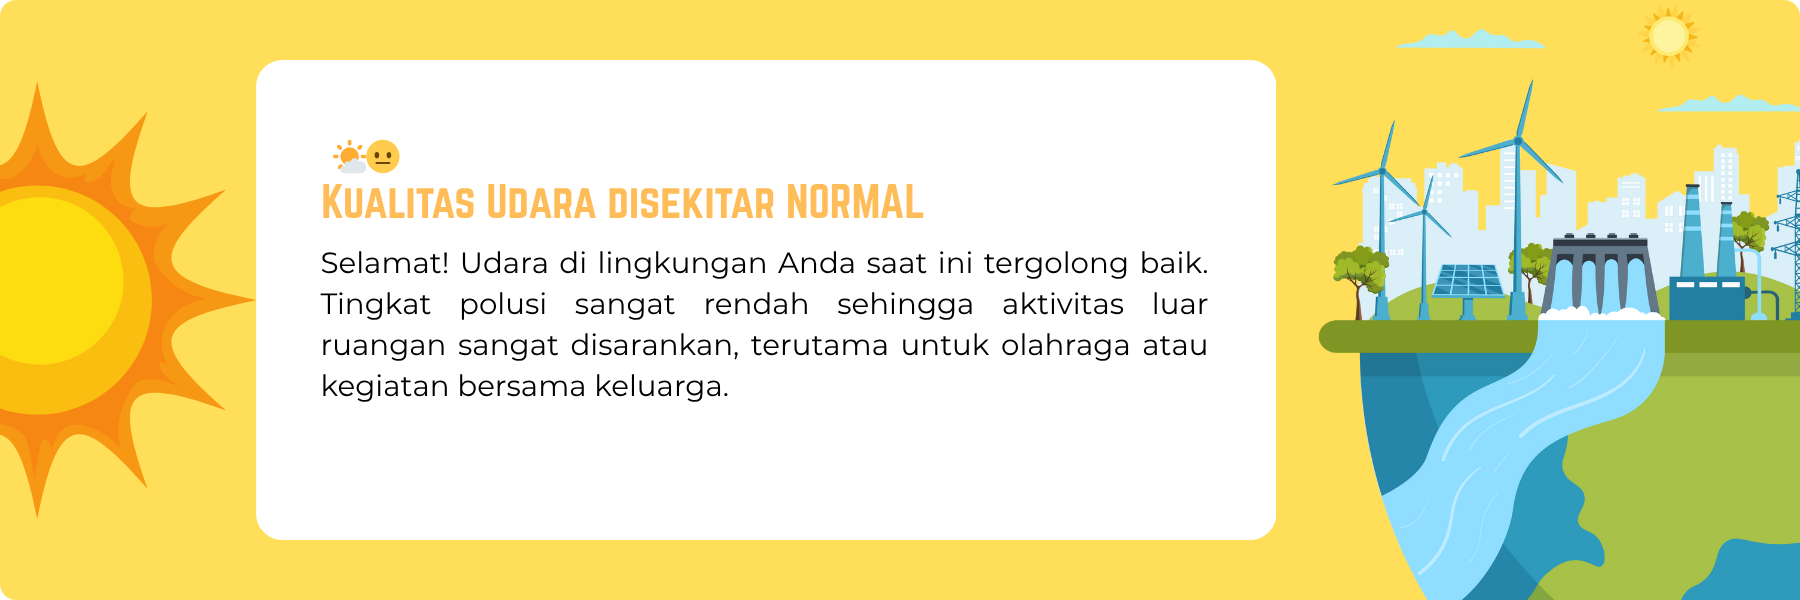 Kualitas Udara disekitar NORMAL
Selamat! Udara di lingkungan Anda saat ini tergolong baik.
Tingkat polusi sangat rendah sehingga aktivitas luar
ruangan sangat disarankan, terutama untuk olahraga atau
kegiatan bersama keluarga.